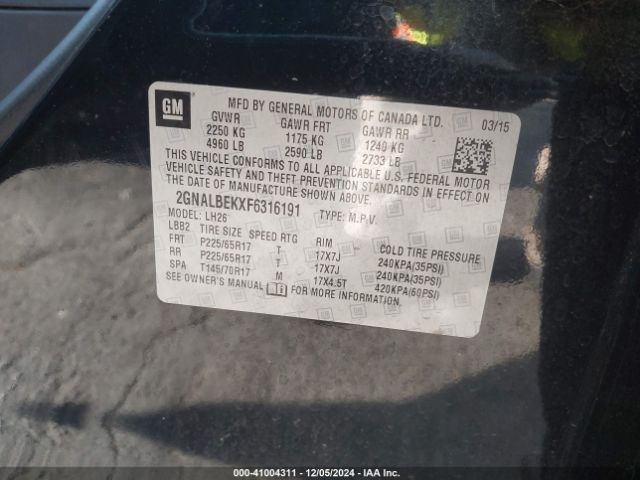 GM
MFD BY GENERAL MOTORS OF CANADA LTD.
03/15
GVWR GAWR FRT GAWR RR
2250 KG 1175 KG 1240 KG
4960 LB 2590 LB 2733 LB
THIS VEHICLE CONFORMS TO ALL APPLICABLE U.S. FEDERAL MOTOR
VEHICLE SAFETY AND THEFT PREVENTION STANDARDS IN EFFECT ON
THE DATE OF MANUFACTURE SHOWN ABOVE.
2GNALBEKXF6316191 TYPE: M.P.V.
MODEL: LH26
LBB2 TIRE SIZE SPEED RTG RIM COLD TIRE PRESSURE
FRT P225/65R17 T 17X7J 240KPA(35PSI)
RR P225/65R17 T 17X7J 240KPA(35PSI)
SPA T145/70R17 M 17X4.5T 420KPA(60PSI)
SEE OWNER'S MANUAL FOR MORE INFORMATION.
000-41004311 - 12/05/2024 - IAA Inc.